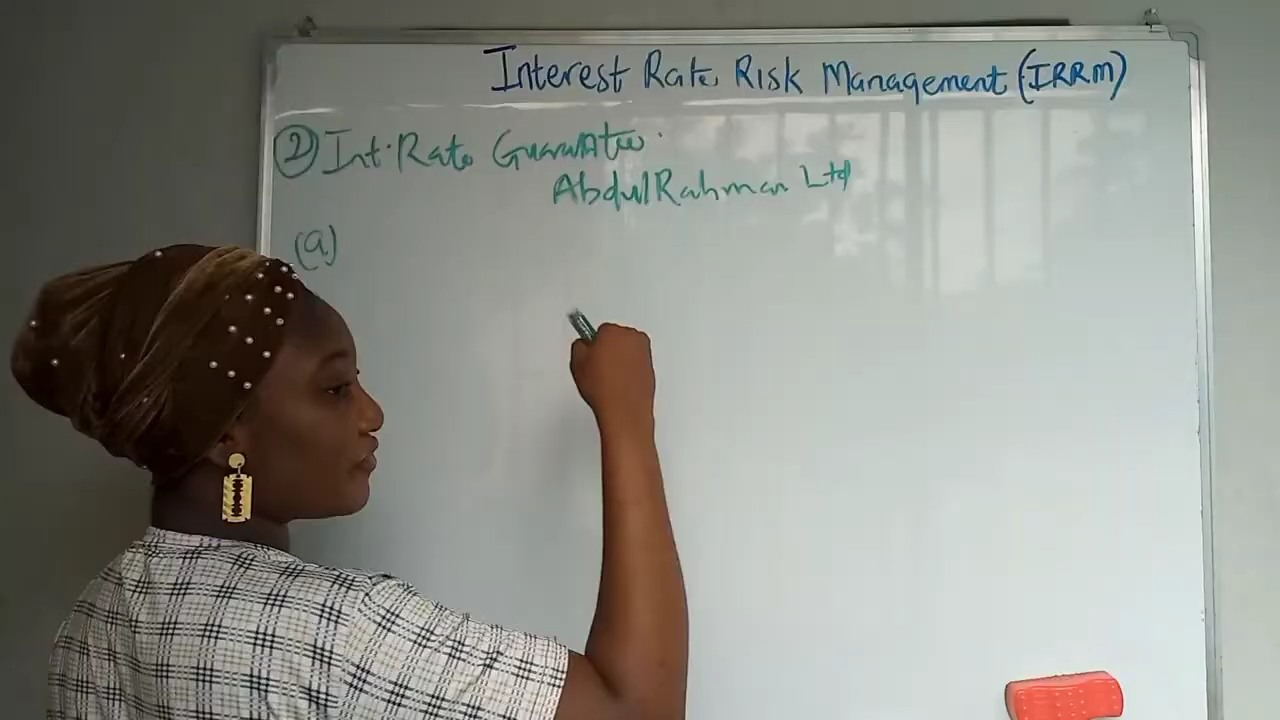 Interest Rate Risk Management (IRRM)
2) Int. Rate Guarantee.
AbdulRahman Ltd
(a)